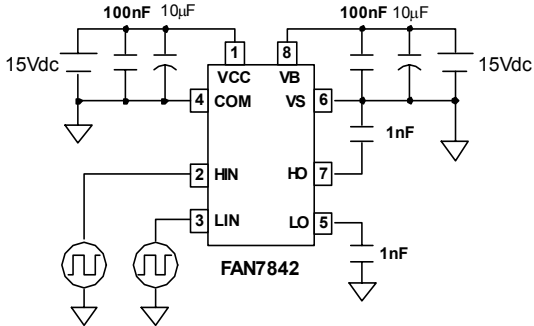 100nF 10μF
100nF 10μF
15Vdc
15Vdc
1 8
VCC VB
4 COM VS 6
1nF
2 HIN HO 7
3 LIN LO 5
1nF
FAN7842